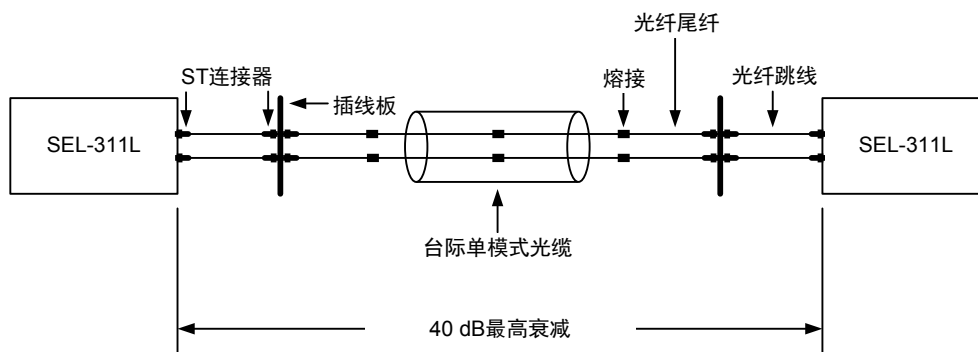 光纤尾纤
ST连接器
熔接
光纤跳线
插线板
SEL-311L
SEL-311L
台际单模式光缆
40 dB最高衰减